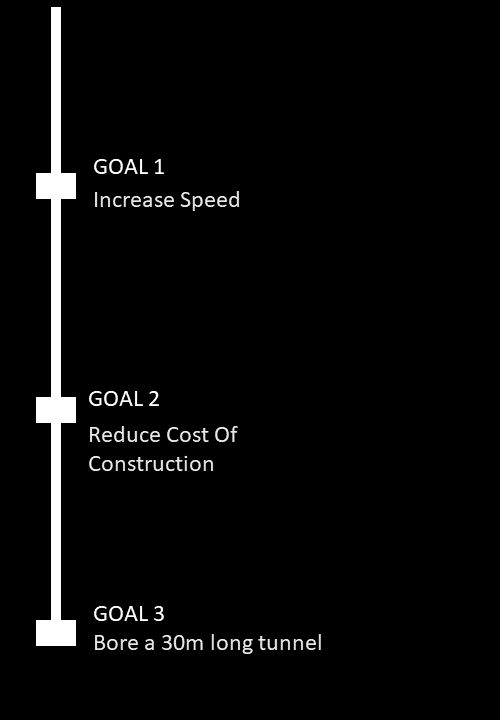 GOAL 1
Increase Speed
GOAL 2
Reduce Cost Of
Construction
GOAL 3
Bore a 30m long tunnel